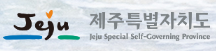 Jeju 제주특별자치도
Jeju Special Self-Governing Province